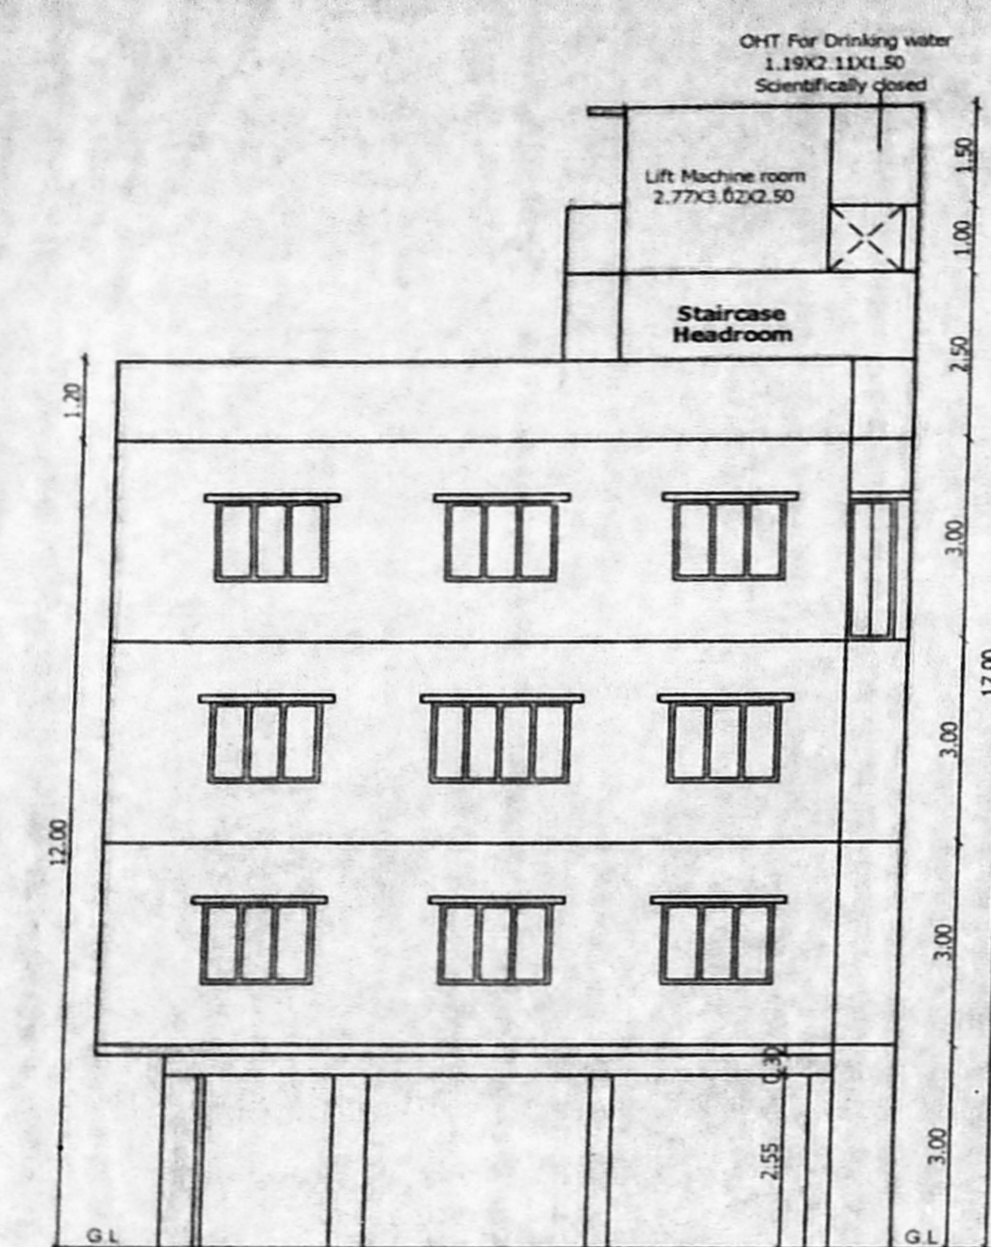 OHT For Drinking water
1.19X2.11X1.50
Scientifically closed
1.50
Lift Machine room
2.77X3.02X2.50
1.00
Staircase
Headroom
2.50
1.20
3.00
17.00
3.00
12.00
3.00
0.30
3.00
2.55
G.L
G.L